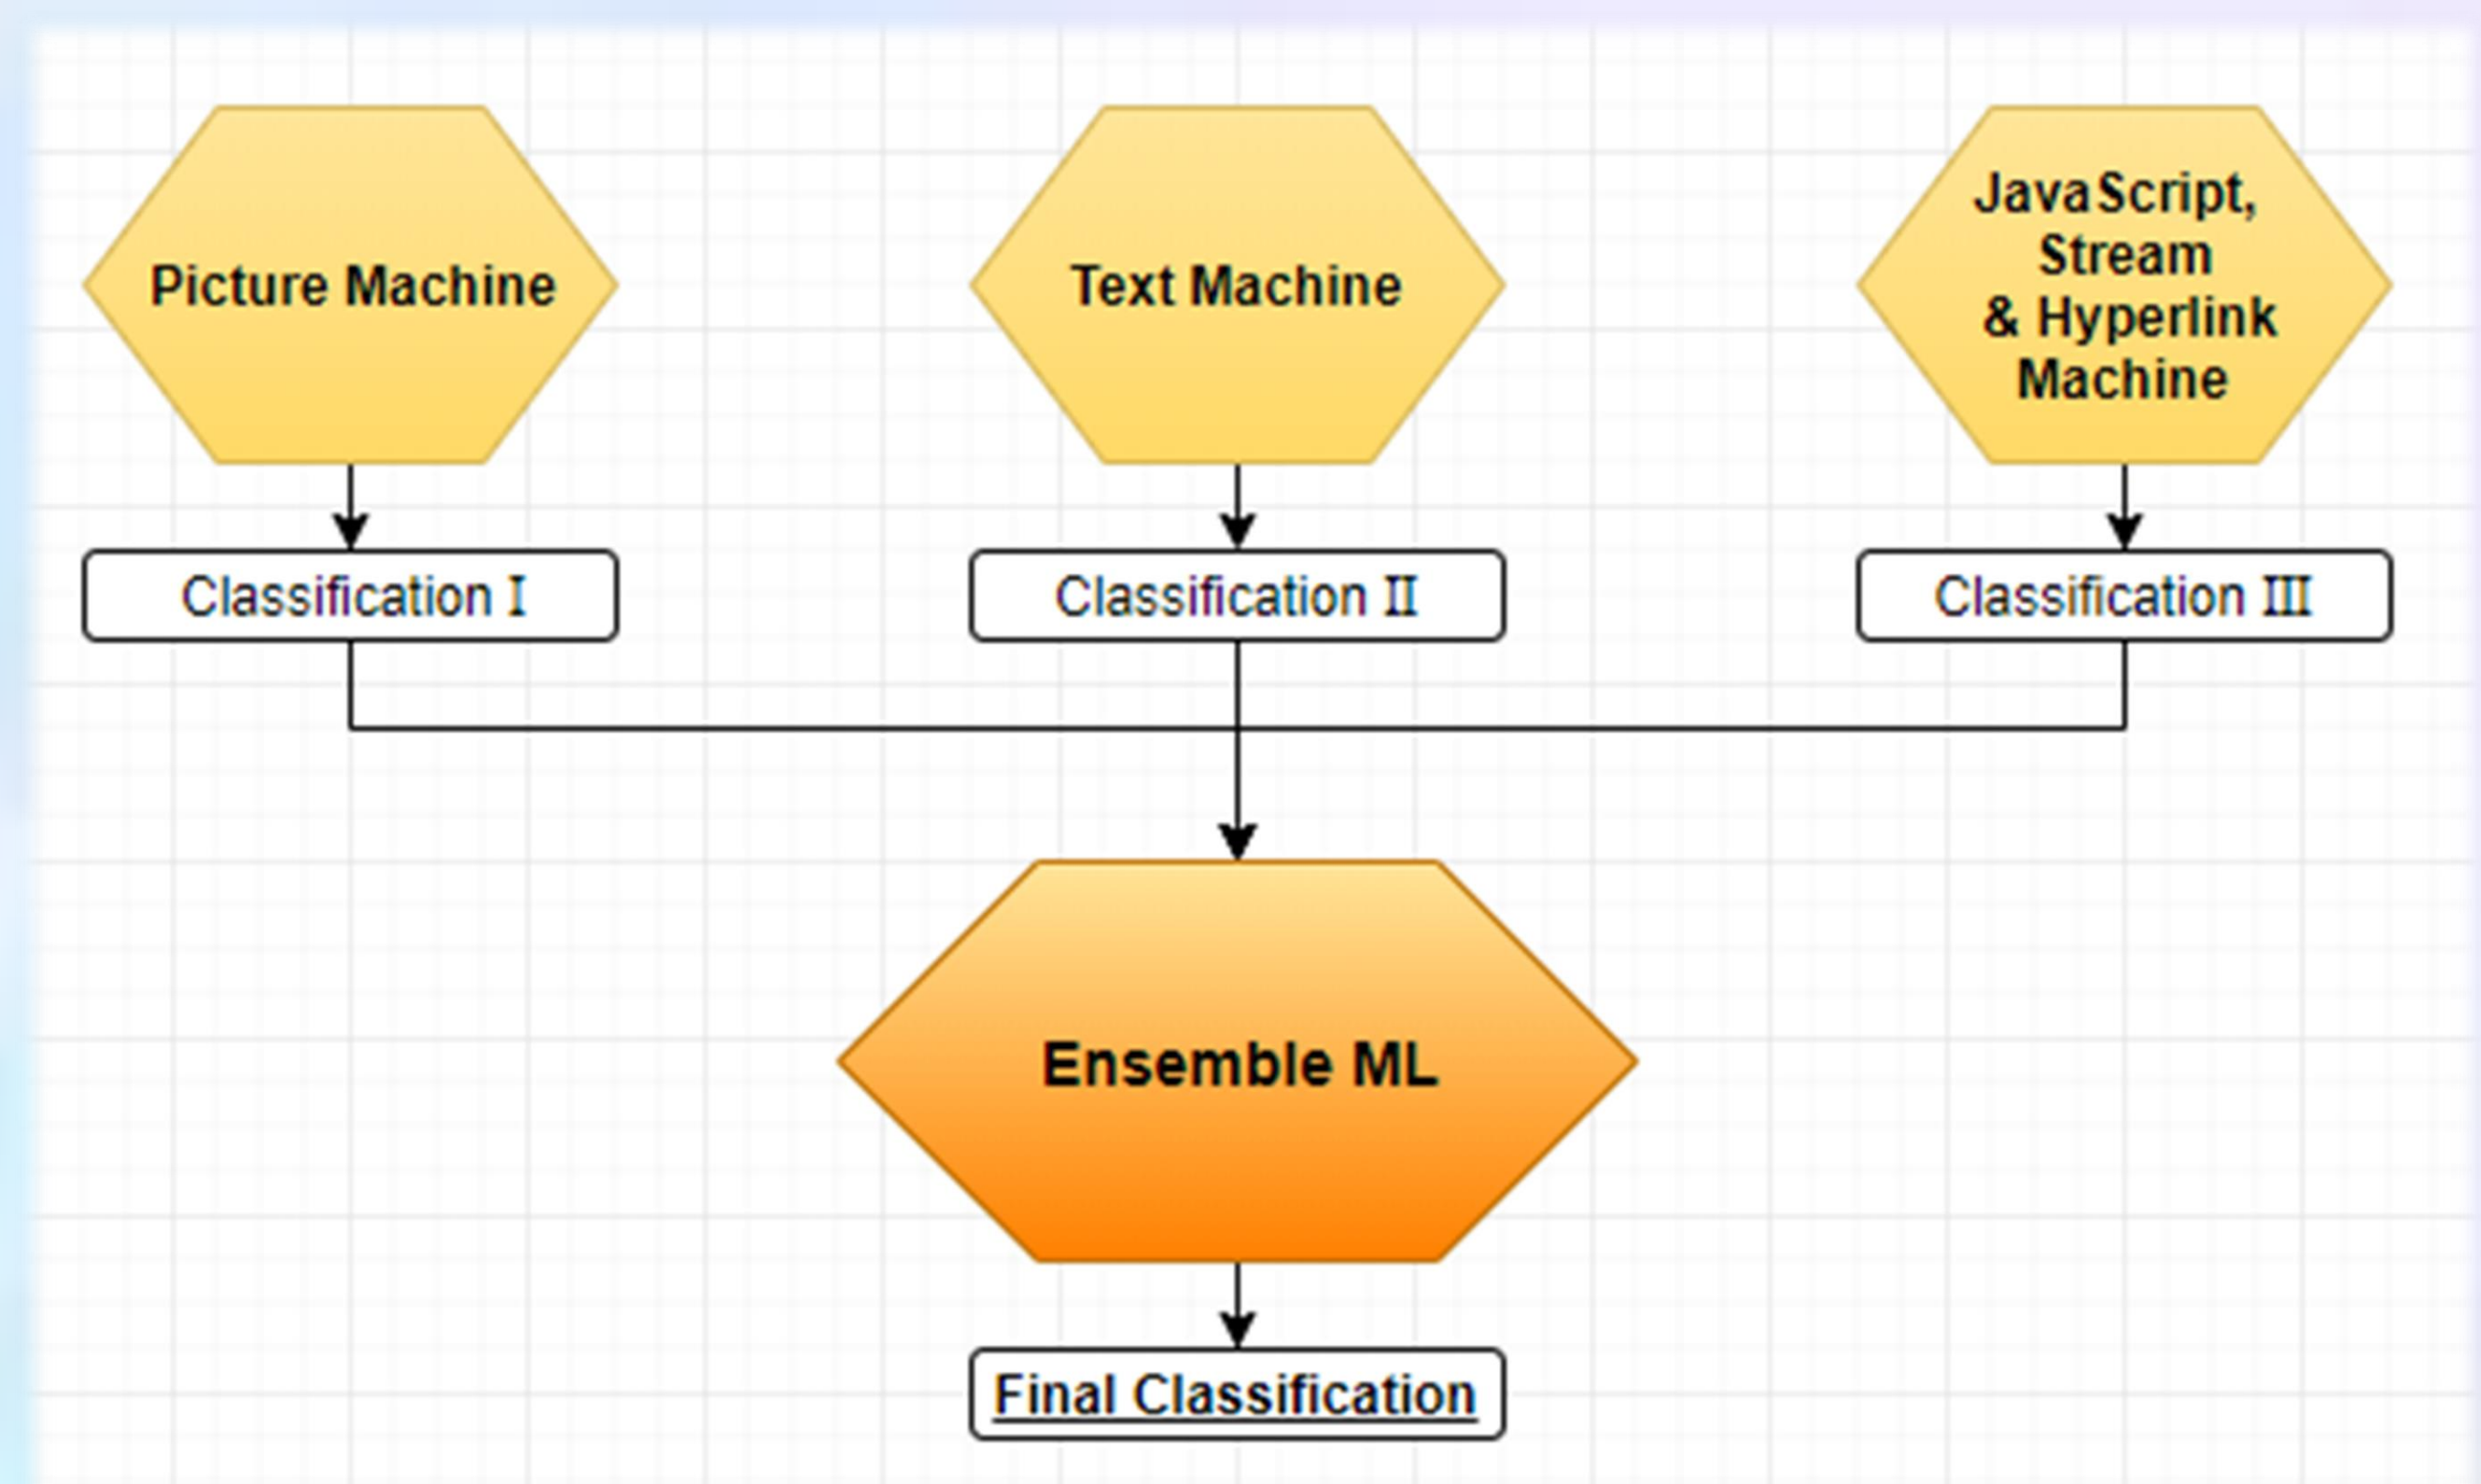 Picture Machine
Text Machine
JavaScript,
Stream
& Hyperlink
Machine
Classification I
Classification II
Classification III
Ensemble ML
Final Classification